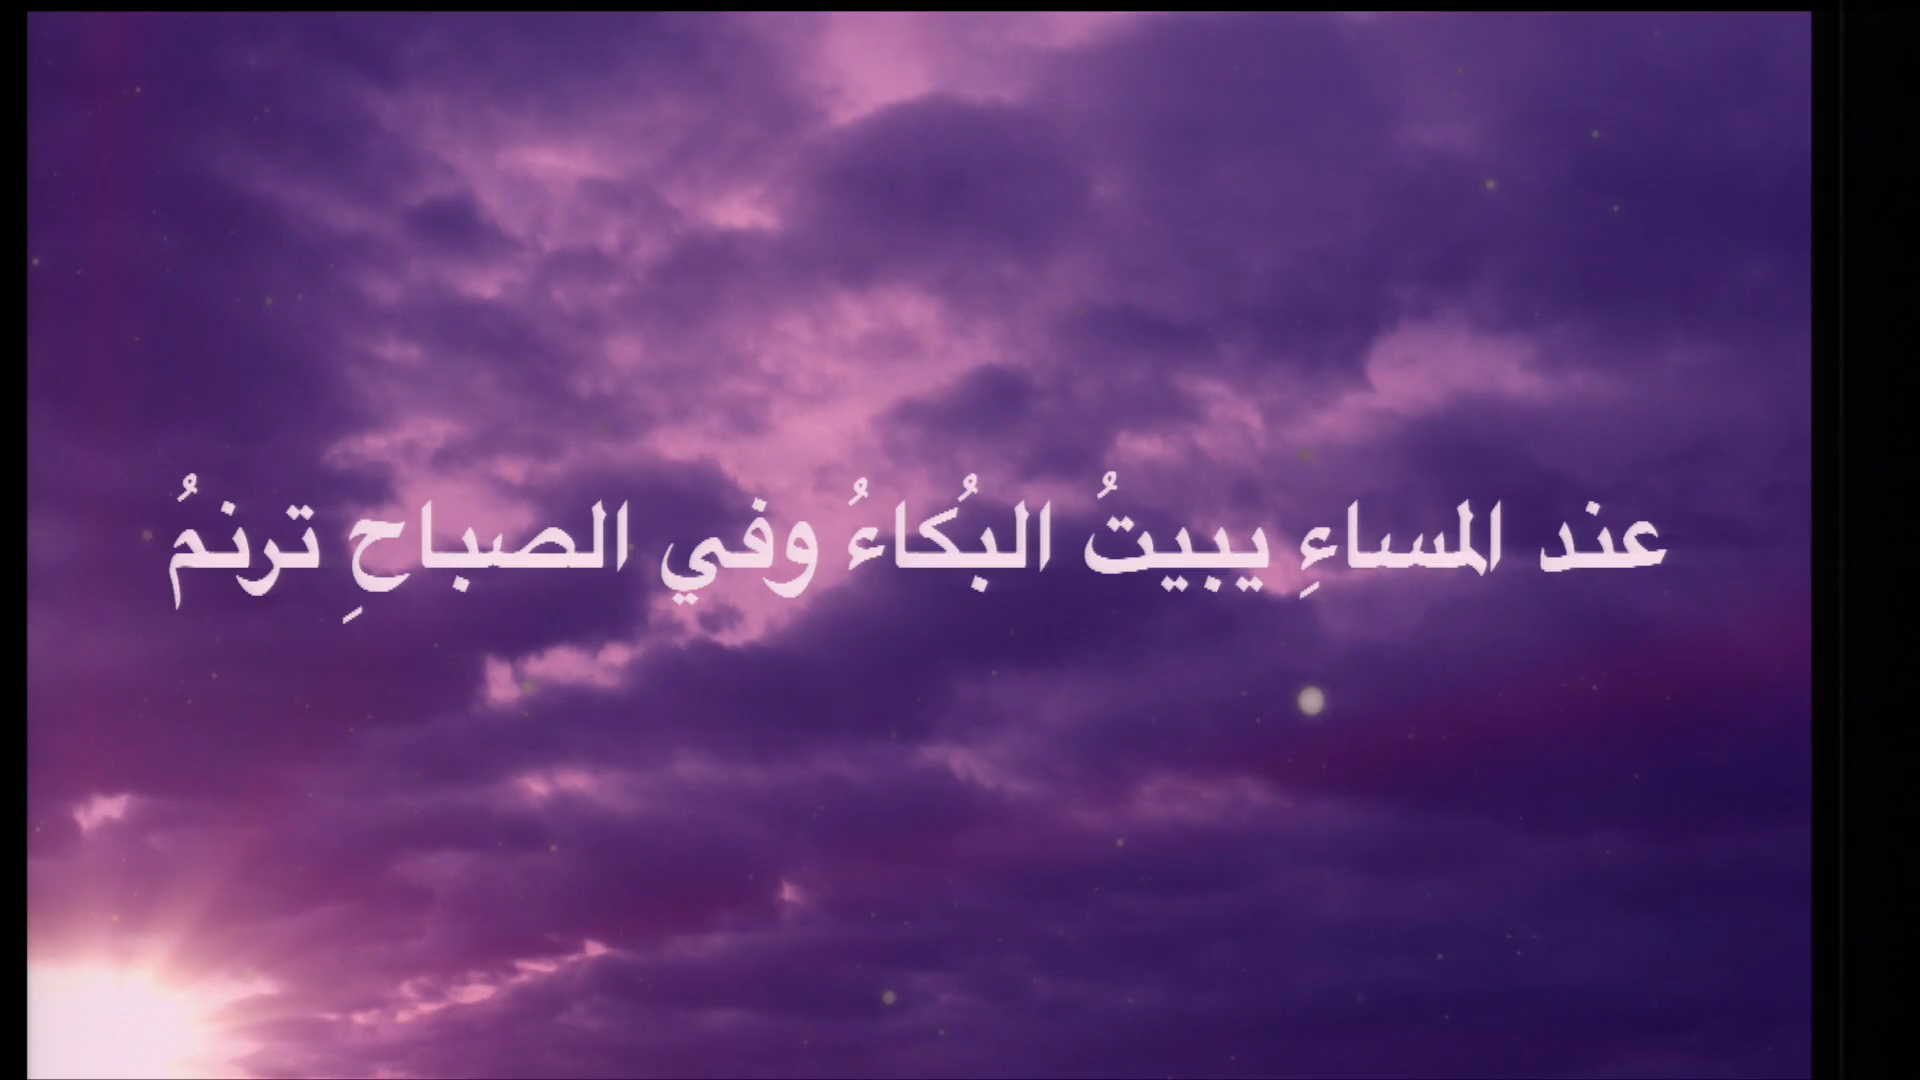 عند المساءِ يبيتُ البُكاءُ وفي الصباحِ ترنمُ